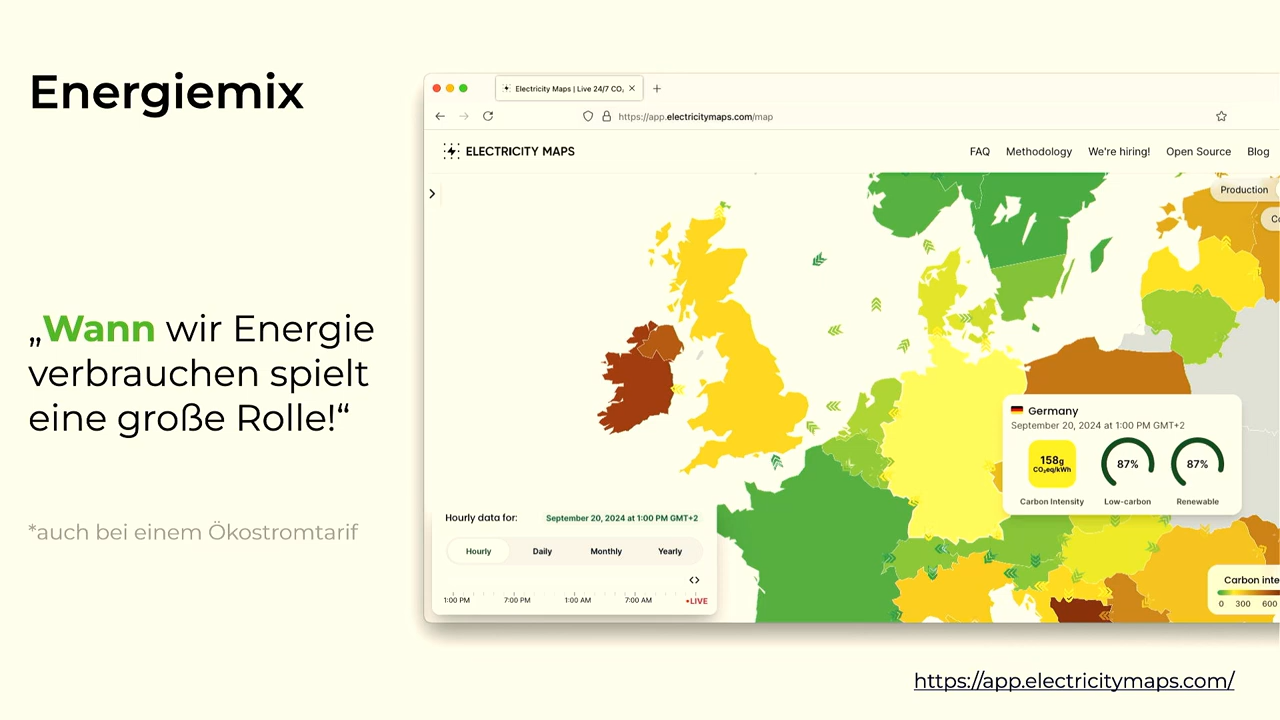 Energiemix
„Wann wir Energie
verbrauchen spielt
eine große Rolle!“
*auch bei einem Ökostromtarif
Electricity Maps | Live 24/7 CO₂
https://app.electricitymaps.com/map
ELECTRICITY MAPS
FAQ Methodology We're hiring! Open Source Blog
Production
Co
Germany
September 20, 2024 at 1:00 PM GMT+2
158g
CO₂eq/kWh
87%
87%
Carbon Intensity Low-carbon Renewable
Hourly data for: September 20, 2024 at 1:00 PM GMT+2
Hourly Daily Monthly Yearly
1:00 PM 7:00 PM 1:00 AM 7:00 AM •LIVE
Carbon inte
0 300 600
https://app.electricitymaps.com/